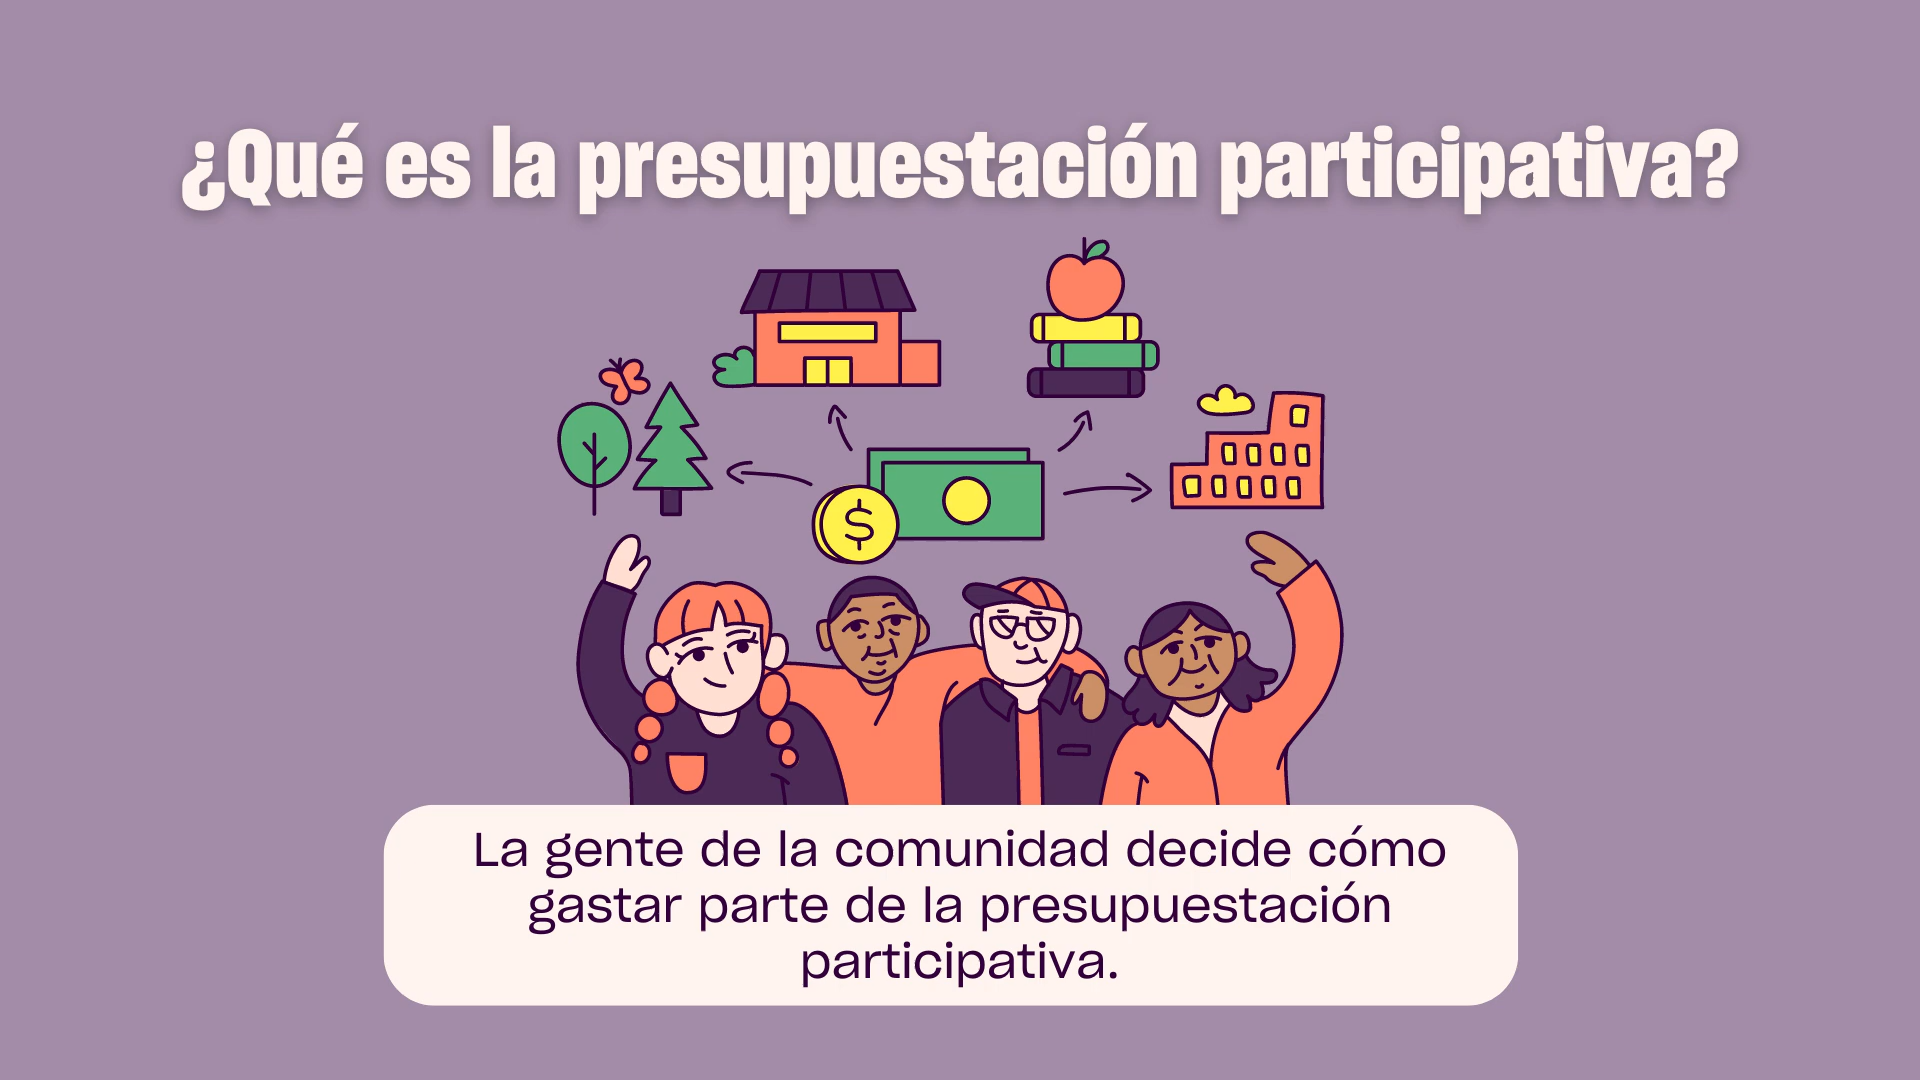 ¿Qué es la presupuestación participativa?
$
La gente de la comunidad decide cómo
gastar parte de la presupuestación
participativa.